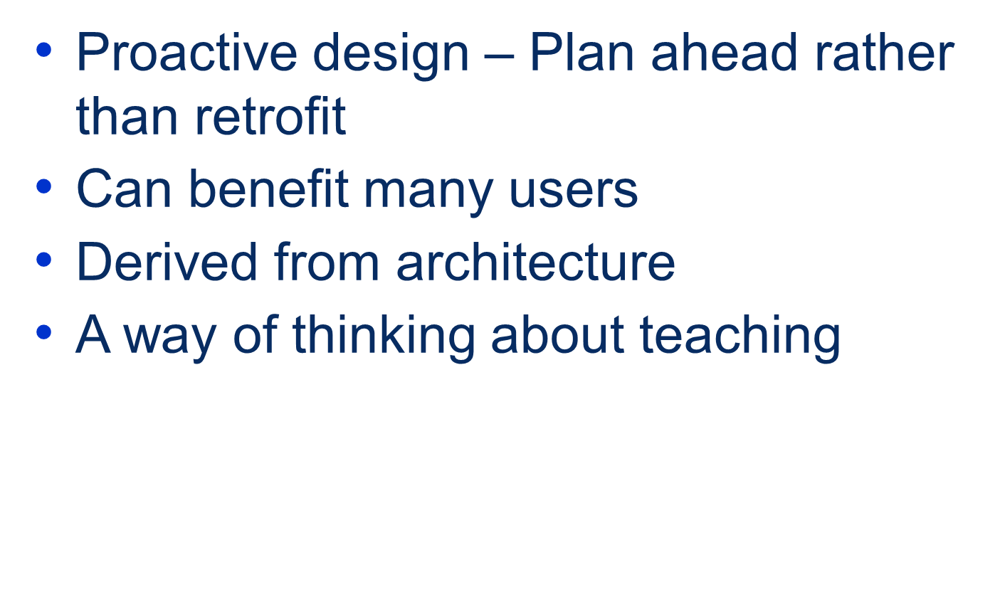 • Proactive design – Plan ahead rather
than retrofit
• Can benefit many users
• Derived from architecture
• A way of thinking about teaching